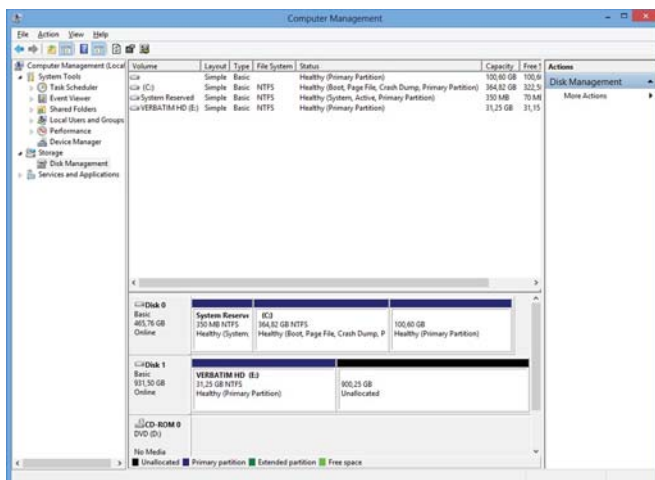 Computer Management
File Action View Help
Computer Management (Local
System Tools
Task Scheduler
Event Viewer
Shared Folders
Local Users and Groups
Performance
Device Manager
Storage
Disk Management
Services and Applications
Volume Layout Type File System Status Capacity Free
Simple Basic Healthy (Primary Partition) 100,60 GB
(C:) Simple Basic NTFS Healthy (Boot, Page File, Crash Dump, Primary Partition) 364,82 GB
System Reserved Simple Basic NTFS Healthy (System, Active, Primary Partition) 350 MB 70 MB
VERBATIM HD (E:) Simple Basic NTFS Healthy (Primary Partition) 31,25 GB 31,15
Actions
Disk Management
More Actions
Disk 0
Basic
465,76 GB
Online
System Reserve
350 MB NTFS
Healthy (System,
(C:)
364,82 GB NTFS
Healthy (Boot, Page File, Crash Dump, P
100,60 GB
Healthy (Primary Partition)
Disk 1
Basic
931,50 GB
Online
VERBATIM HD (E:)
31,25 GB NTFS
Healthy (Primary Partition)
900,25 GB
Unallocated
CD-ROM 0
DVD (D:)
No Media
Unallocated Primary partition Extended partition Free space